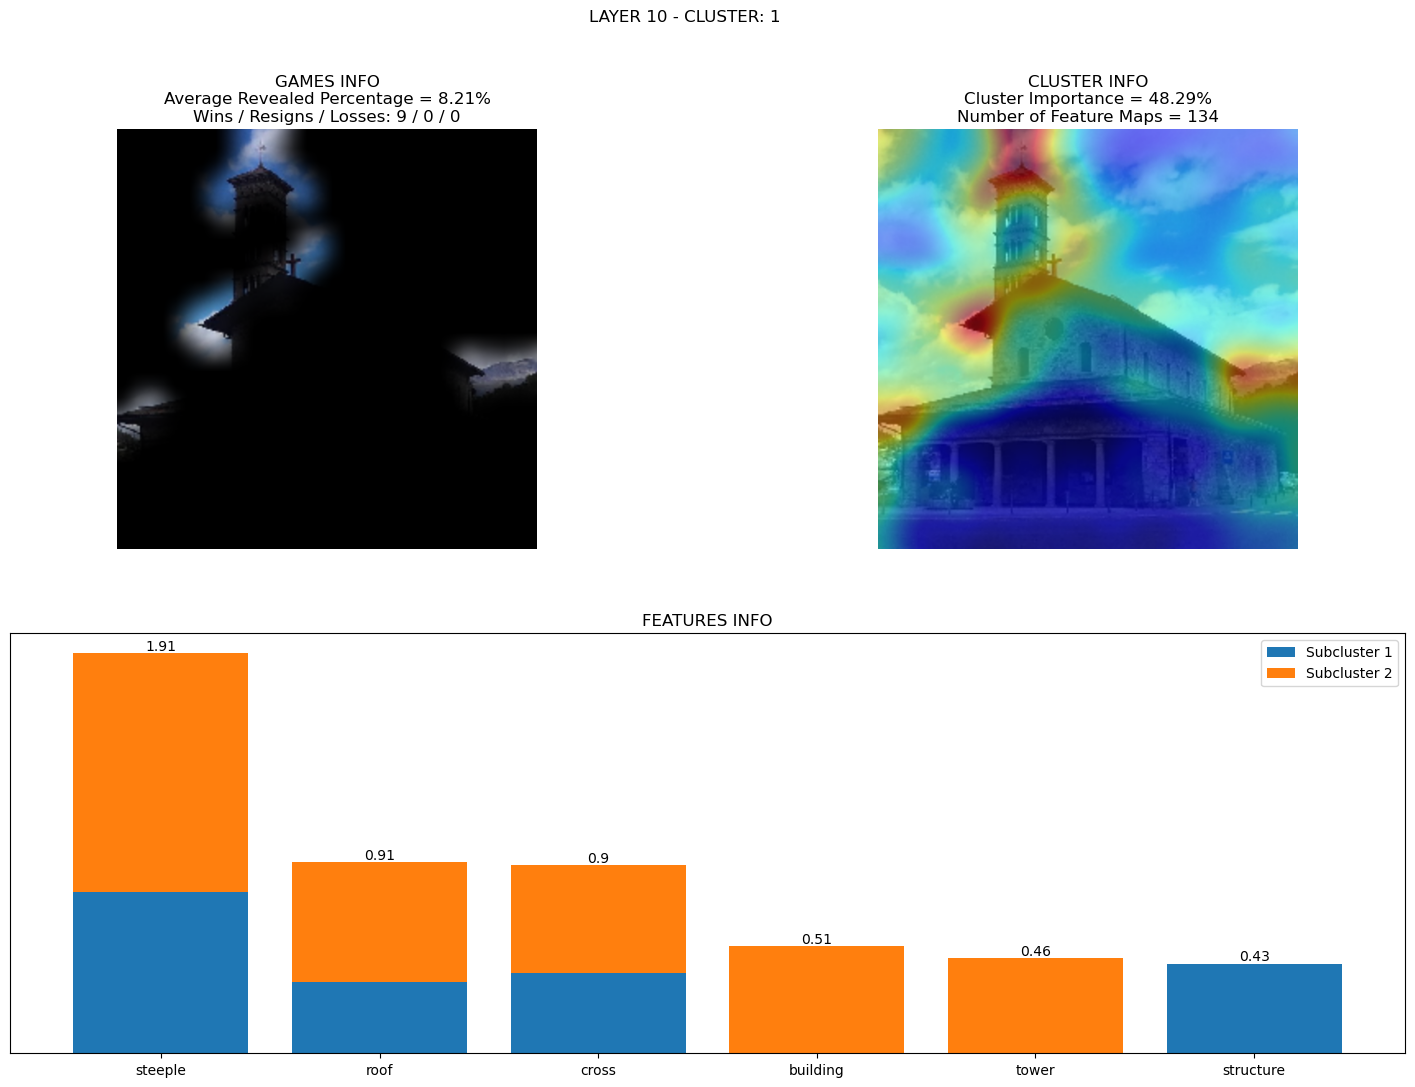 LAYER 10 - CLUSTER: 1
GAMES INFO
Average Revealed Percentage = 8.21%
Wins / Resigns / Losses: 9 / 0 / 0
CLUSTER INFO
Cluster Importance = 48.29%
Number of Feature Maps = 134
FEATURES INFO
Subcluster 1
Subcluster 2
1.91
0.91
0.9
0.51
0.46
0.43
steeple
roof
cross
building
tower
structure